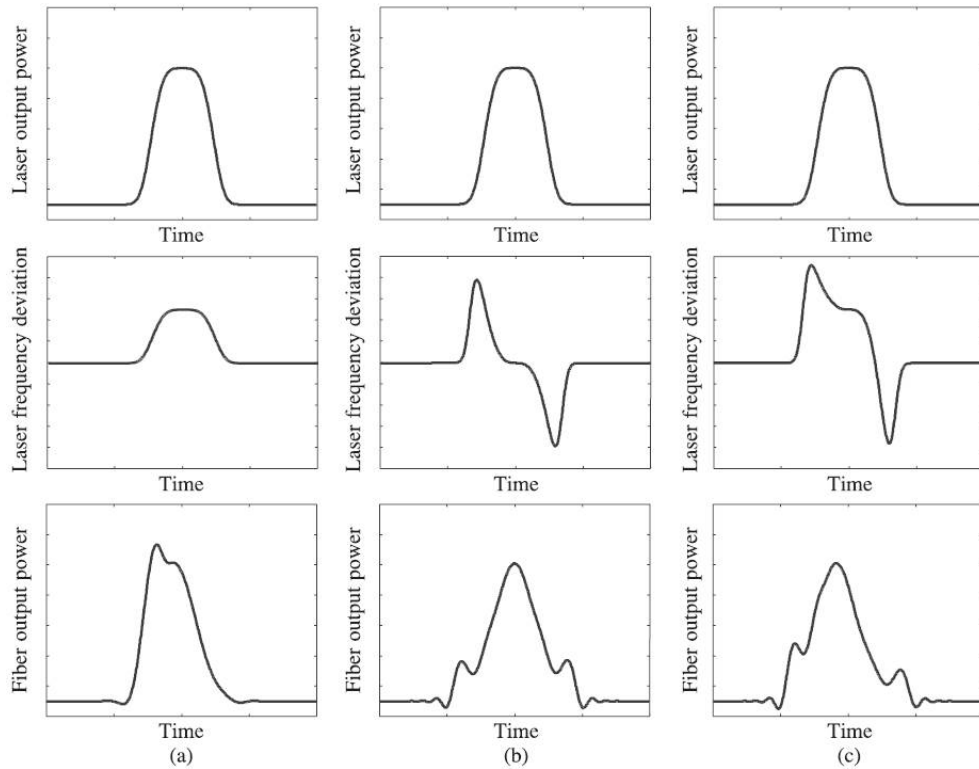 Laser output power
Laser output power
Laser output power
Time
Time
Time
Laser frequency deviation
Laser frequency deviation
Laser frequency deviation
Time
Time
Time
Fiber output power
Fiber output power
Fiber output power
Time
Time
Time
(a)
(b)
(c)